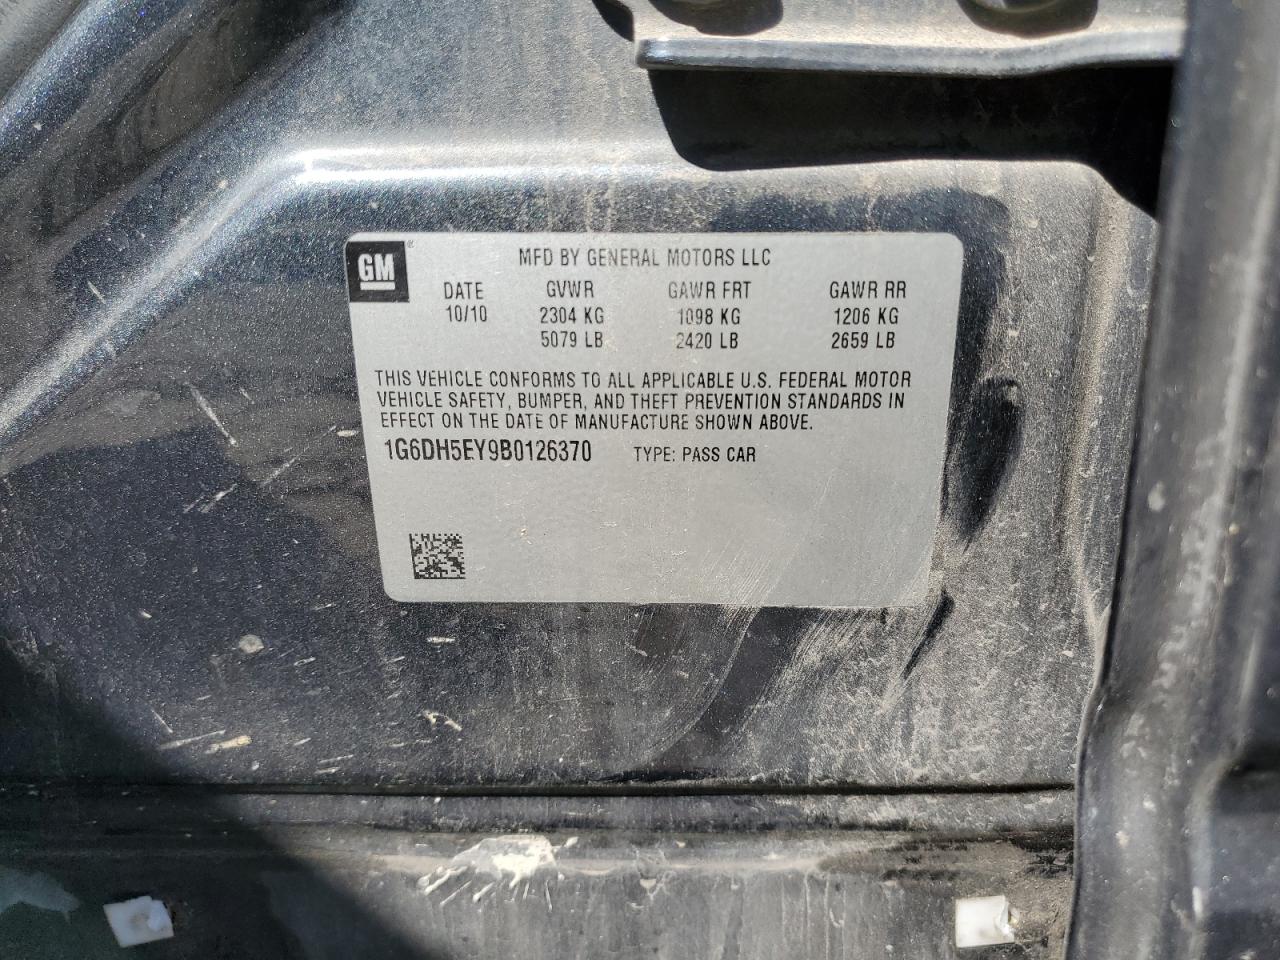 GM
MFD BY GENERAL MOTORS LLC
DATE GVWR GAWR FRT GAWR RR
10/10 2304 KG 1098 KG 1206 KG
5079 LB 2420 LB 2659 LB
THIS VEHICLE CONFORMS TO ALL APPLICABLE U.S. FEDERAL MOTOR
VEHICLE SAFETY, BUMPER, AND THEFT PREVENTION STANDARDS IN
EFFECT ON THE DATE OF MANUFACTURE SHOWN ABOVE.
1G6DH5EY9B0126370 TYPE: PASS CAR